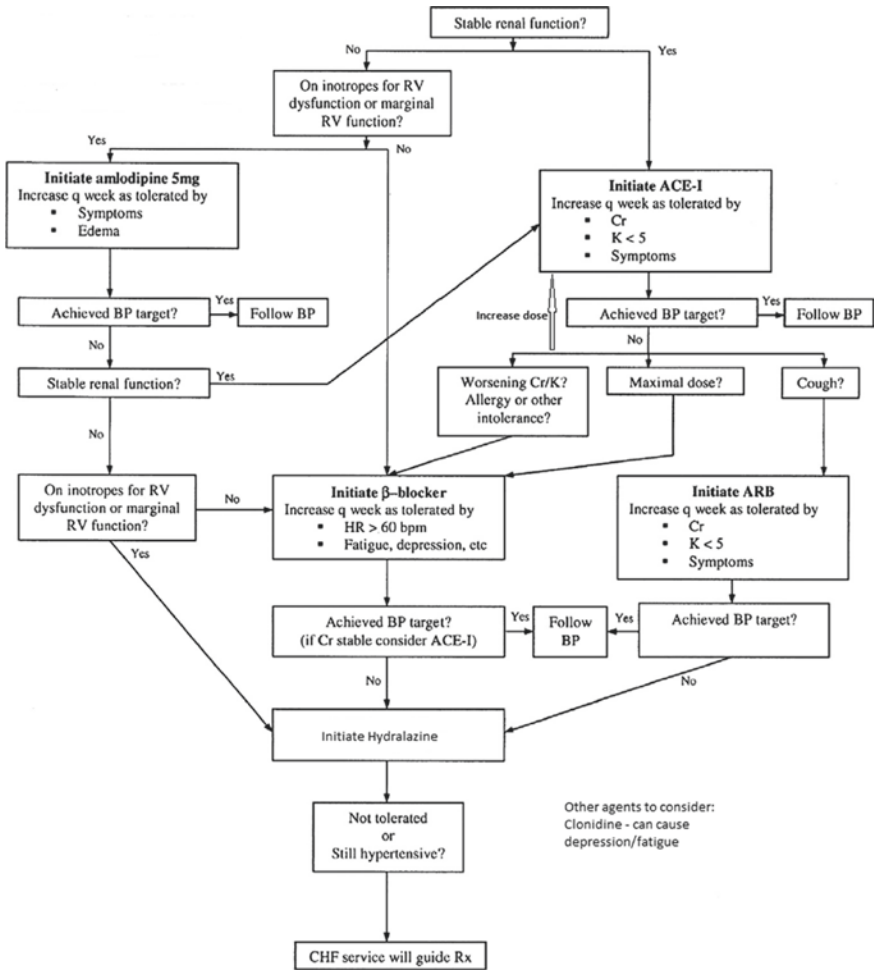 Stable renal function?
No
Yes
On inotropes for RV
dysfunction or marginal
RV function?
Yes
No
Initiate amlodipine 5mg
Increase q week as tolerated by
▪ Symptoms
▪ Edema
Initiate ACE-I
Increase q week as tolerated by
▪ Cr
▪ K < 5
▪ Symptoms
Achieved BP target?
Yes
Follow BP
Increase dose
Achieved BP target?
Yes
Follow BP
No
No
Stable renal function?
Yes
Worsening Cr/K?
Allergy or other
intolerance?
Maximal dose?
Cough?
No
On inotropes for RV
dysfunction or marginal
RV function?
No
Yes
Initiate β–blocker
Increase q week as tolerated by
▪ HR > 60 bpm
▪ Fatigue, depression, etc
Initiate ARB
Increase q week as tolerated by
▪ Cr
▪ K < 5
▪ Symptoms
Achieved BP target?
(if Cr stable consider ACE-I)
Yes
Follow
BP
Yes
Achieved BP target?
No
No
Initiate Hydralazine
Not tolerated
or
Still hypertensive?
Other agents to consider:
Clonidine - can cause
depression/fatigue
CHF service will guide Rx